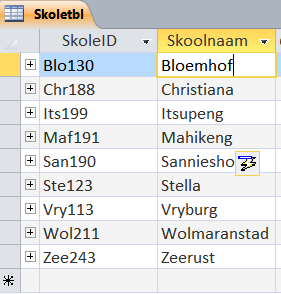 Skoletbl
SkoleID Skoolnaam
Blo130 Bloemhof
Chr188 Christiana
Its199 Itsupeng
Maf191 Mahikeng
San190 Sanniesho
Ste123 Stella
Vry113 Vryburg
Wol211 Wolmaranstad
Zee243 Zeerust